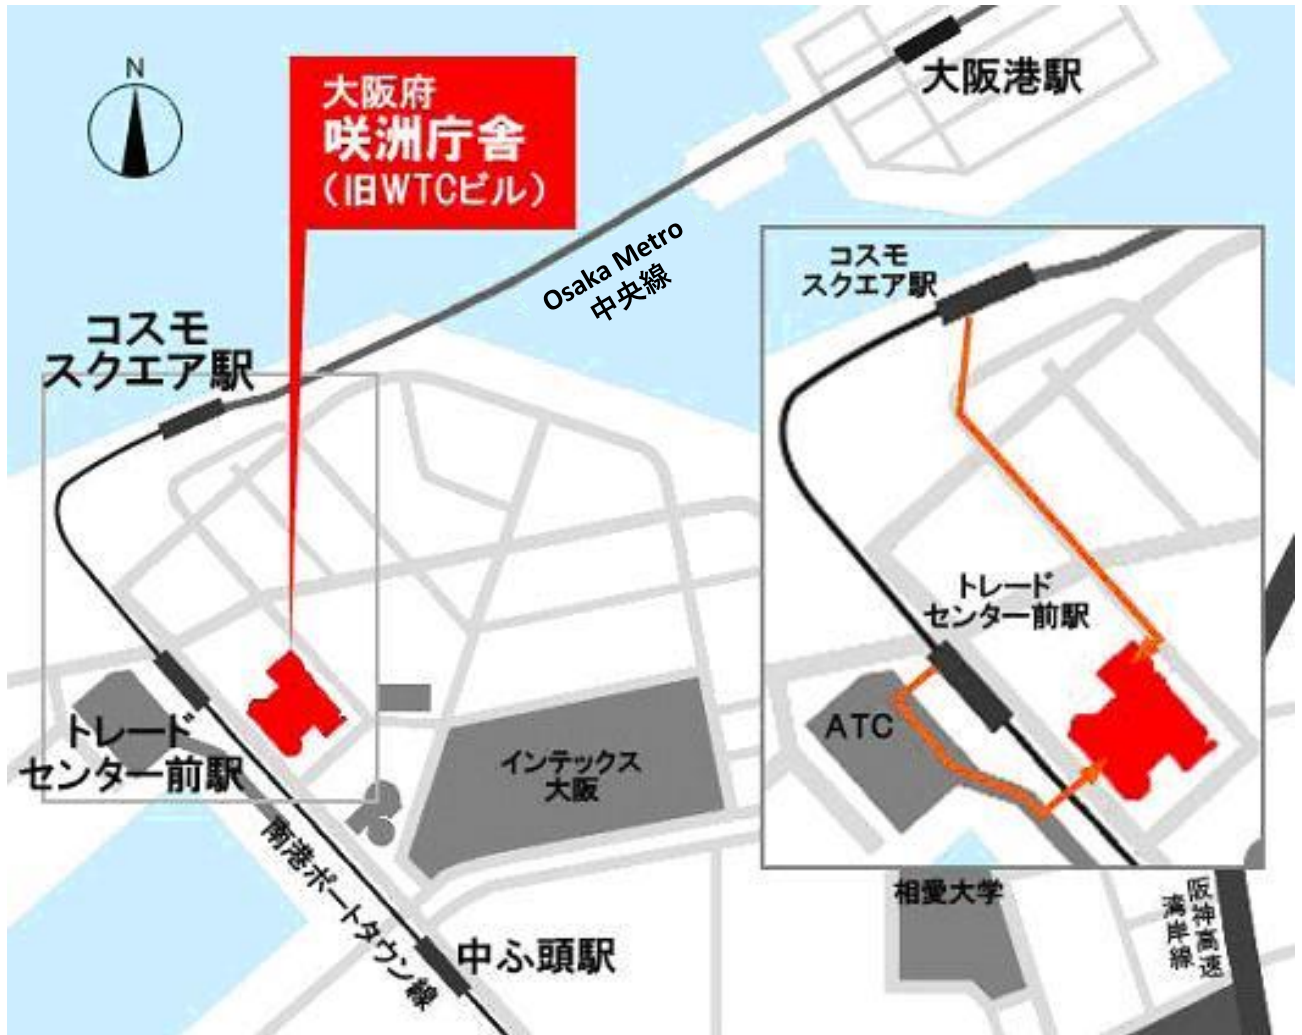 N
大阪府
咲洲庁舎
（旧WTCビル）
大阪港駅
Osaka Metro
中央線
コスモ
スクエア駅
トレード
センター前駅
インテックス
大阪
南港ポートタウン線
中ふ頭駅
コスモ
スクエア駅
トレード
センター前駅
ATC
相愛大学
阪神高速
湾岸線